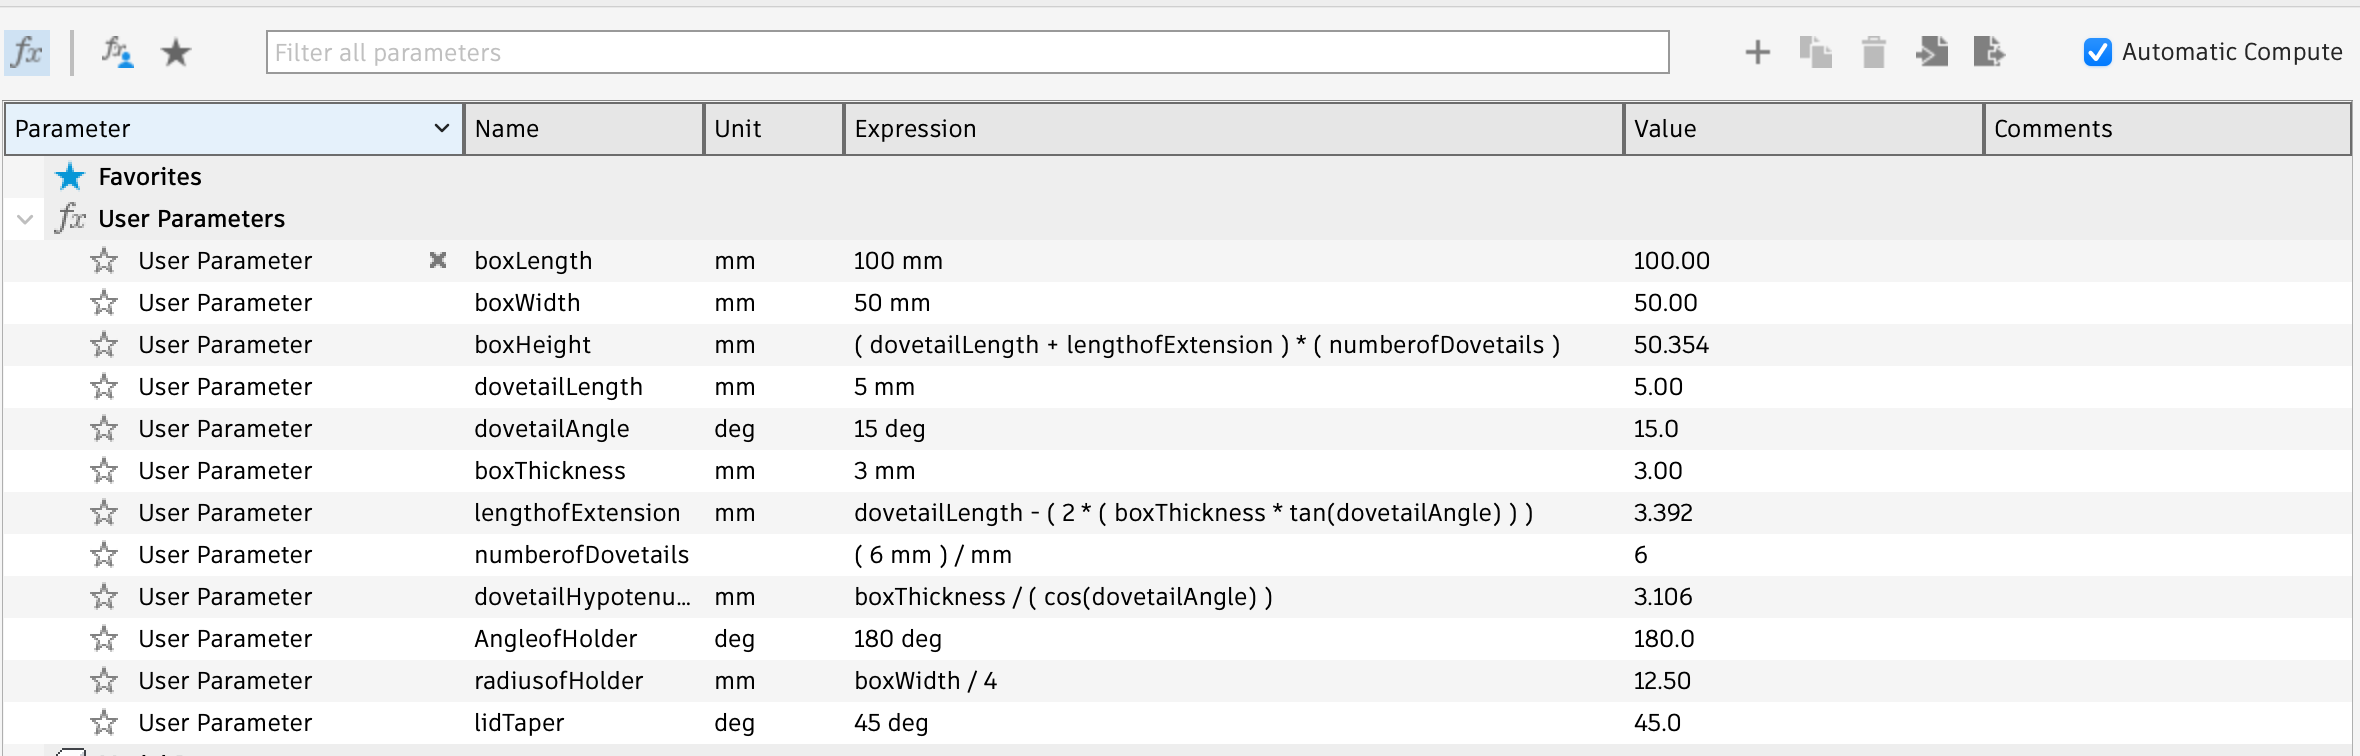 fx fx Filter all parameters Automatic Compute
Parameter Name Unit Expression Value Comments
Favorites
fx User Parameters
User Parameter boxLength mm 100 mm 100.00
User Parameter boxWidth mm 50 mm 50.00
User Parameter boxHeight mm ( dovetailLength + lengthofExtension ) * ( numberofDovetails ) 50.354
User Parameter dovetailLength mm 5 mm 5.00
User Parameter dovetailAngle deg 15 deg 15.0
User Parameter boxThickness mm 3 mm 3.00
User Parameter lengthofExtension mm dovetailLength - ( 2 * ( boxThickness * tan(dovetailAngle) ) ) 3.392
User Parameter numberofDovetails ( 6 mm ) / mm 6
User Parameter dovetailHypotenu... mm boxThickness / ( cos(dovetailAngle) ) 3.106
User Parameter AngleofHolder deg 180 deg 180.0
User Parameter radiusofHolder mm boxWidth / 4 12.50
User Parameter lidTaper deg 45 deg 45.0